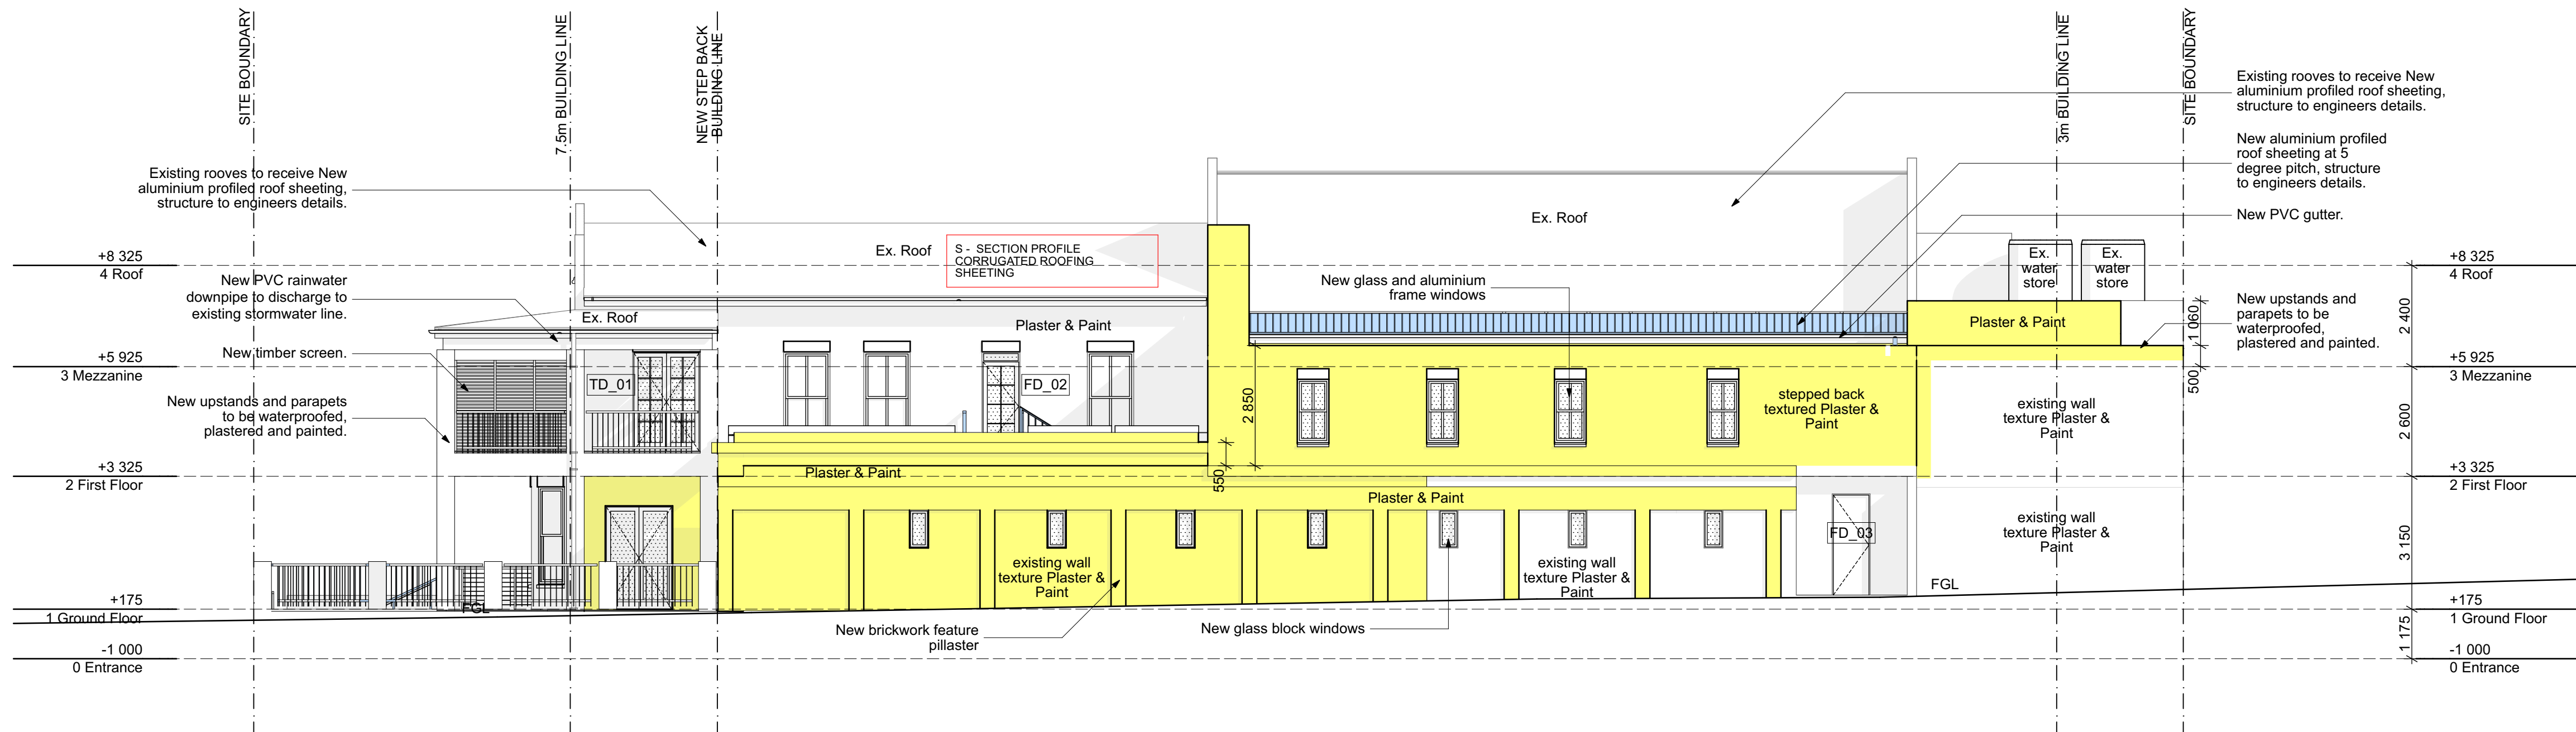 SITE BOUNDARY
7.5m BUILDING LINE
NEW STEP BACK
BUILDING LINE
3m BUILDING LINE
SITE BOUNDARY
Existing rooves to receive New
aluminium profiled roof sheeting,
structure to engineers details.
+8 325
4 Roof
New PVC rainwater
downpipe to discharge to
existing stormwater line.
New timber screen.
+5 925
3 Mezzanine
New upstands and parapets
to be waterproofed,
plastered and painted.
+3 325
2 First Floor
+175
1 Ground Floor
-1 000
0 Entrance
Ex. Roof
TD_01
FGL
Ex. Roof
S - SECTION PROFILE
CORRUGATED ROOFING
SHEETING
Plaster & Paint
FD_02
Plaster & Paint
550
2 850
Plaster & Paint
existing wall
texture Plaster &
Paint
New brickwork feature
pillaster
New glass block windows
New glass and aluminium
frame windows
Ex. Roof
stepped back
textured Plaster &
Paint
existing wall
texture Plaster &
Paint
FD_03
FGL
Ex.
water
store
Ex.
water
store
Plaster & Paint
existing wall
texture Plaster &
Paint
existing wall
texture Plaster &
Paint
1 060
500
Existing rooves to receive New
aluminium profiled roof sheeting,
structure to engineers details.
New aluminium profiled
roof sheeting at 5
degree pitch, structure
to engineers details.
New PVC gutter.
New upstands and
parapets to be
waterproofed,
plastered and painted.
2 400
2 600
3 150
1 175
+8 325
4 Roof
+5 925
3 Mezzanine
+3 325
2 First Floor
+175
1 Ground Floor
-1 000
0 Entrance